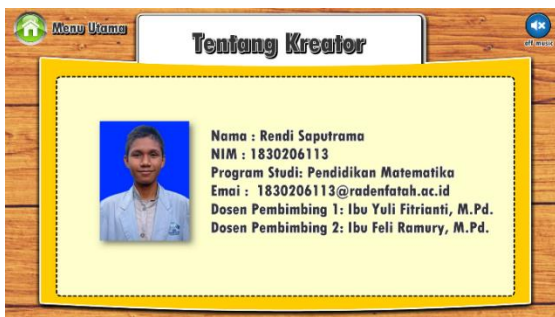 Menu Utama
Tentang Kreator
off music
Nama : Rendi Saputrama
NIM : 1830206113
Program Studi: Pendidikan Matematika
Emai : 1830206113@radenfatah.ac.id
Dosen Pembimbing 1: Ibu Yuli Fitrianti, M.Pd.
Dosen Pembimbing 2: Ibu Feli Ramury, M.Pd.